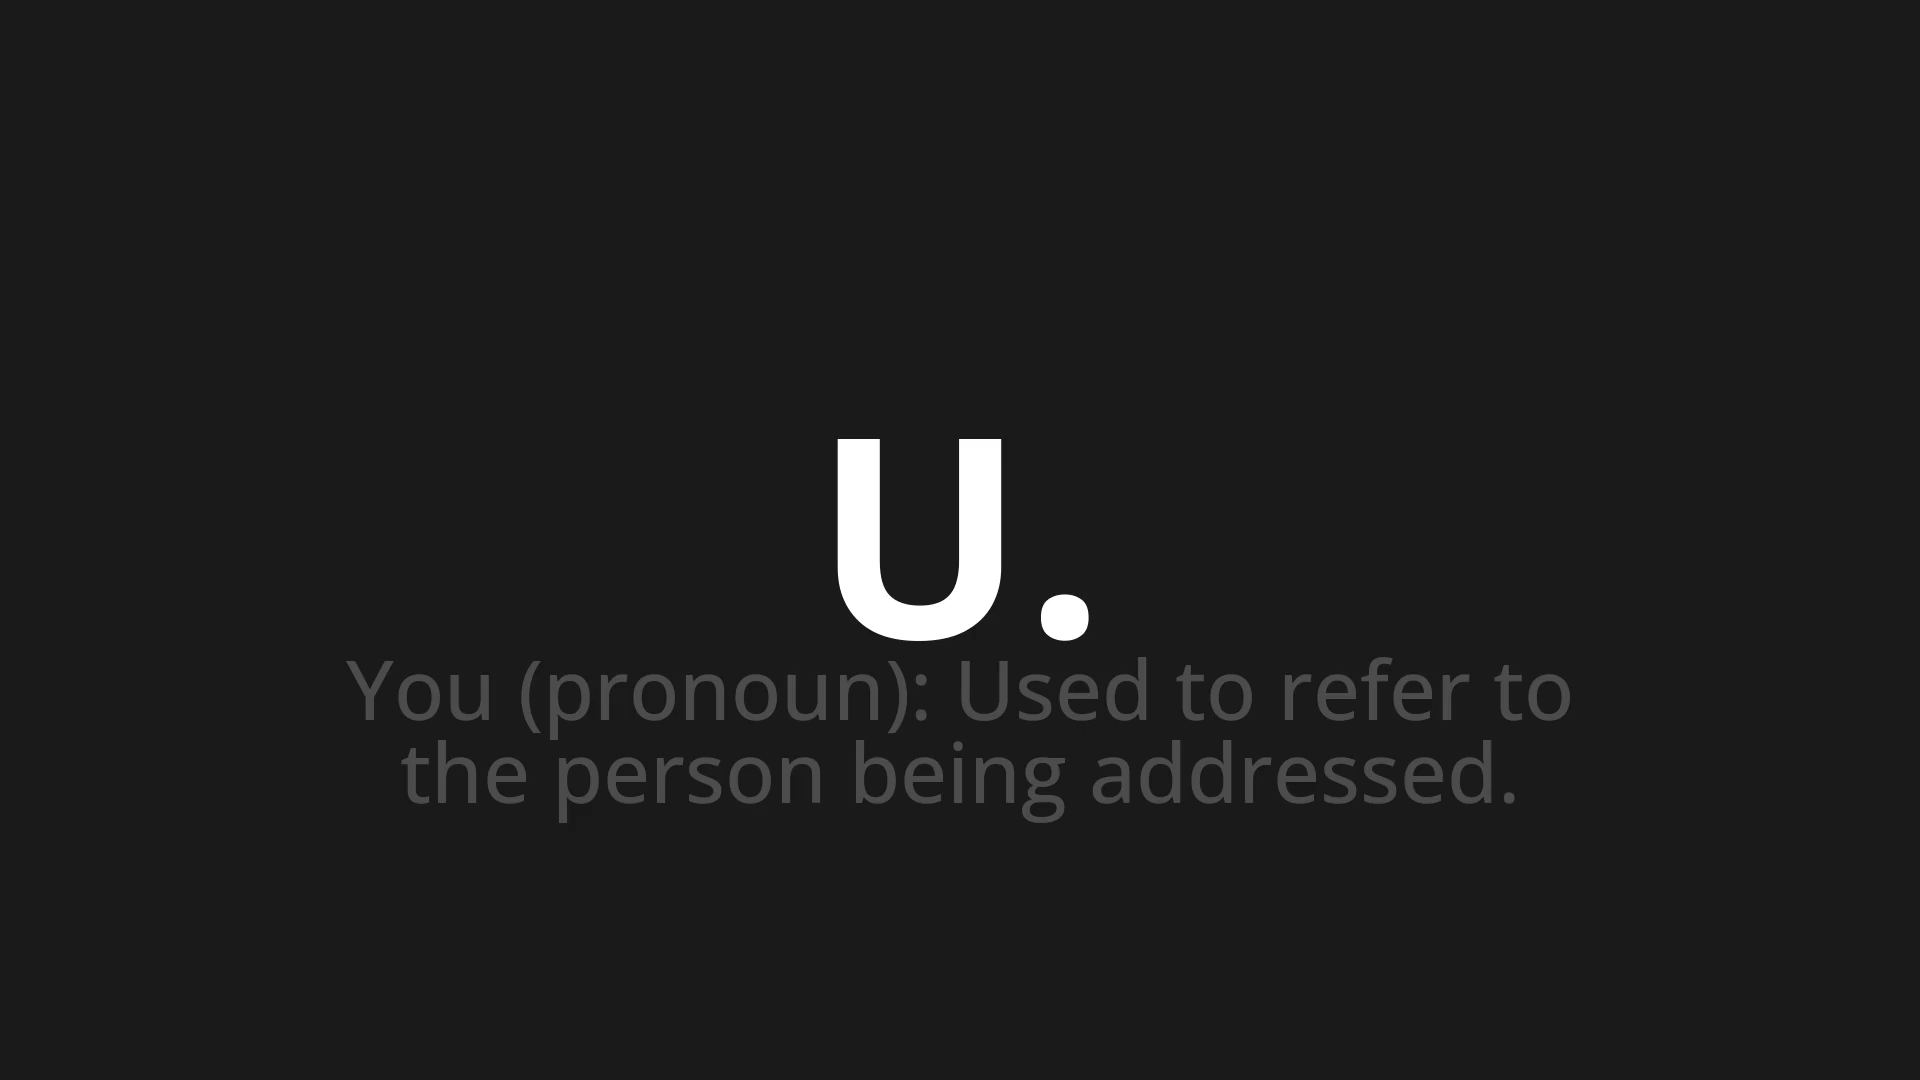 U.
You (pronoun): Used to refer to
the person being addressed.